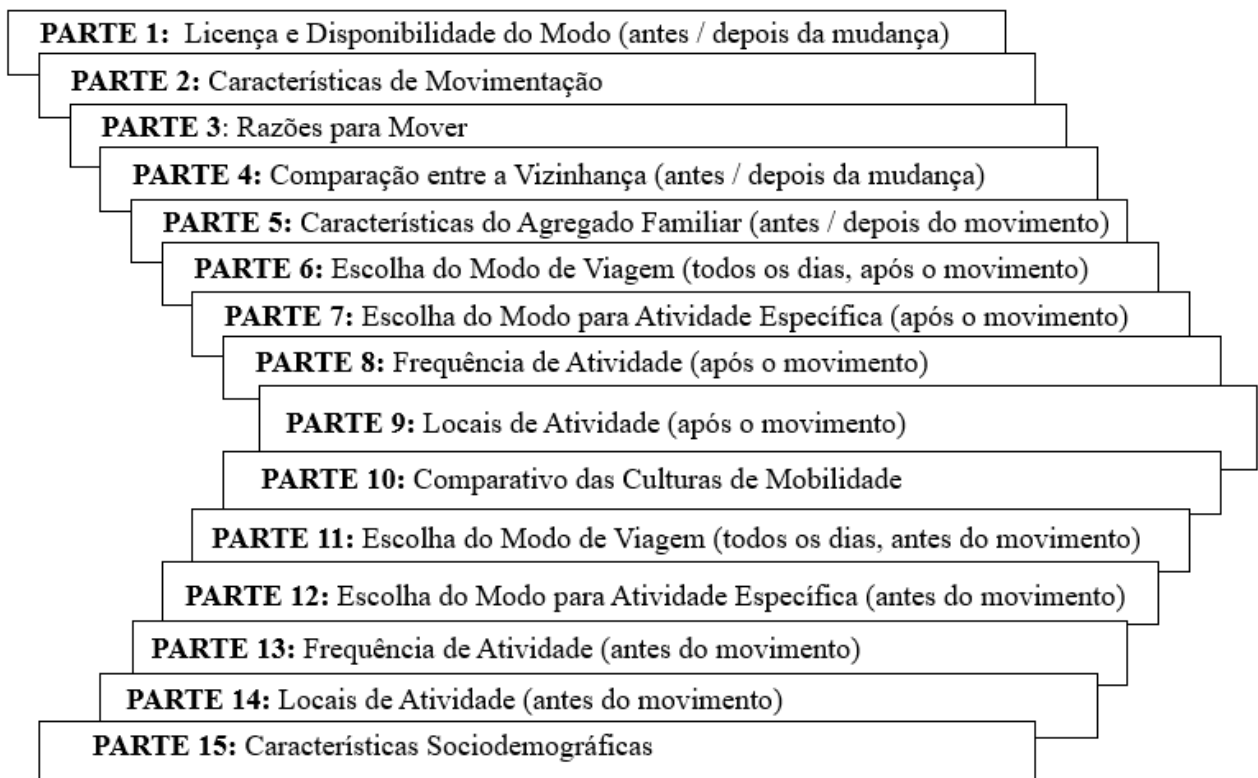 PARTE 1: Licença e Disponibilidade do Modo (antes / depois da mudança)
PARTE 2: Características de Movimentação
PARTE 3: Razões para Mover
PARTE 4: Comparação entre a Vizinhança (antes / depois da mudança)
PARTE 5: Características do Agregado Familiar (antes / depois do movimento)
PARTE 6: Escolha do Modo de Viagem (todos os dias, após o movimento)
PARTE 7: Escolha do Modo para Atividade Específica (após o movimento)
PARTE 8: Frequência de Atividade (após o movimento)
PARTE 9: Locais de Atividade (após o movimento)
PARTE 10: Comparativo das Culturas de Mobilidade
PARTE 11: Escolha do Modo de Viagem (todos os dias, antes do movimento)
PARTE 12: Escolha do Modo para Atividade Específica (antes do movimento)
PARTE 13: Frequência de Atividade (antes do movimento)
PARTE 14: Locais de Atividade (antes do movimento)
PARTE 15: Características Sociodemográficas